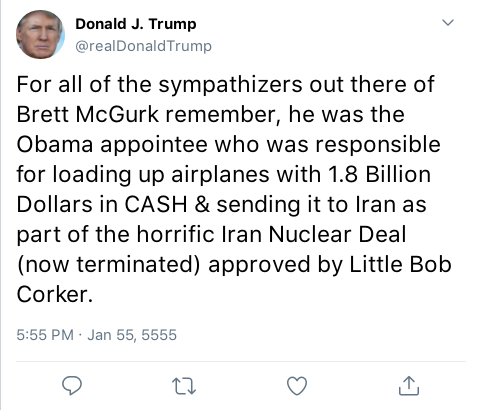 Donald J. Trump
@realDonaldTrump
For all of the sympathizers out there of
Brett McGurk remember, he was the
Obama appointee who was responsible
for loading up airplanes with 1.8 Billion
Dollars in CASH & sending it to Iran as
part of the horrific Iran Nuclear Deal
(now terminated) approved by Little Bob
Corker.
5:55 PM · Jan 55, 5555